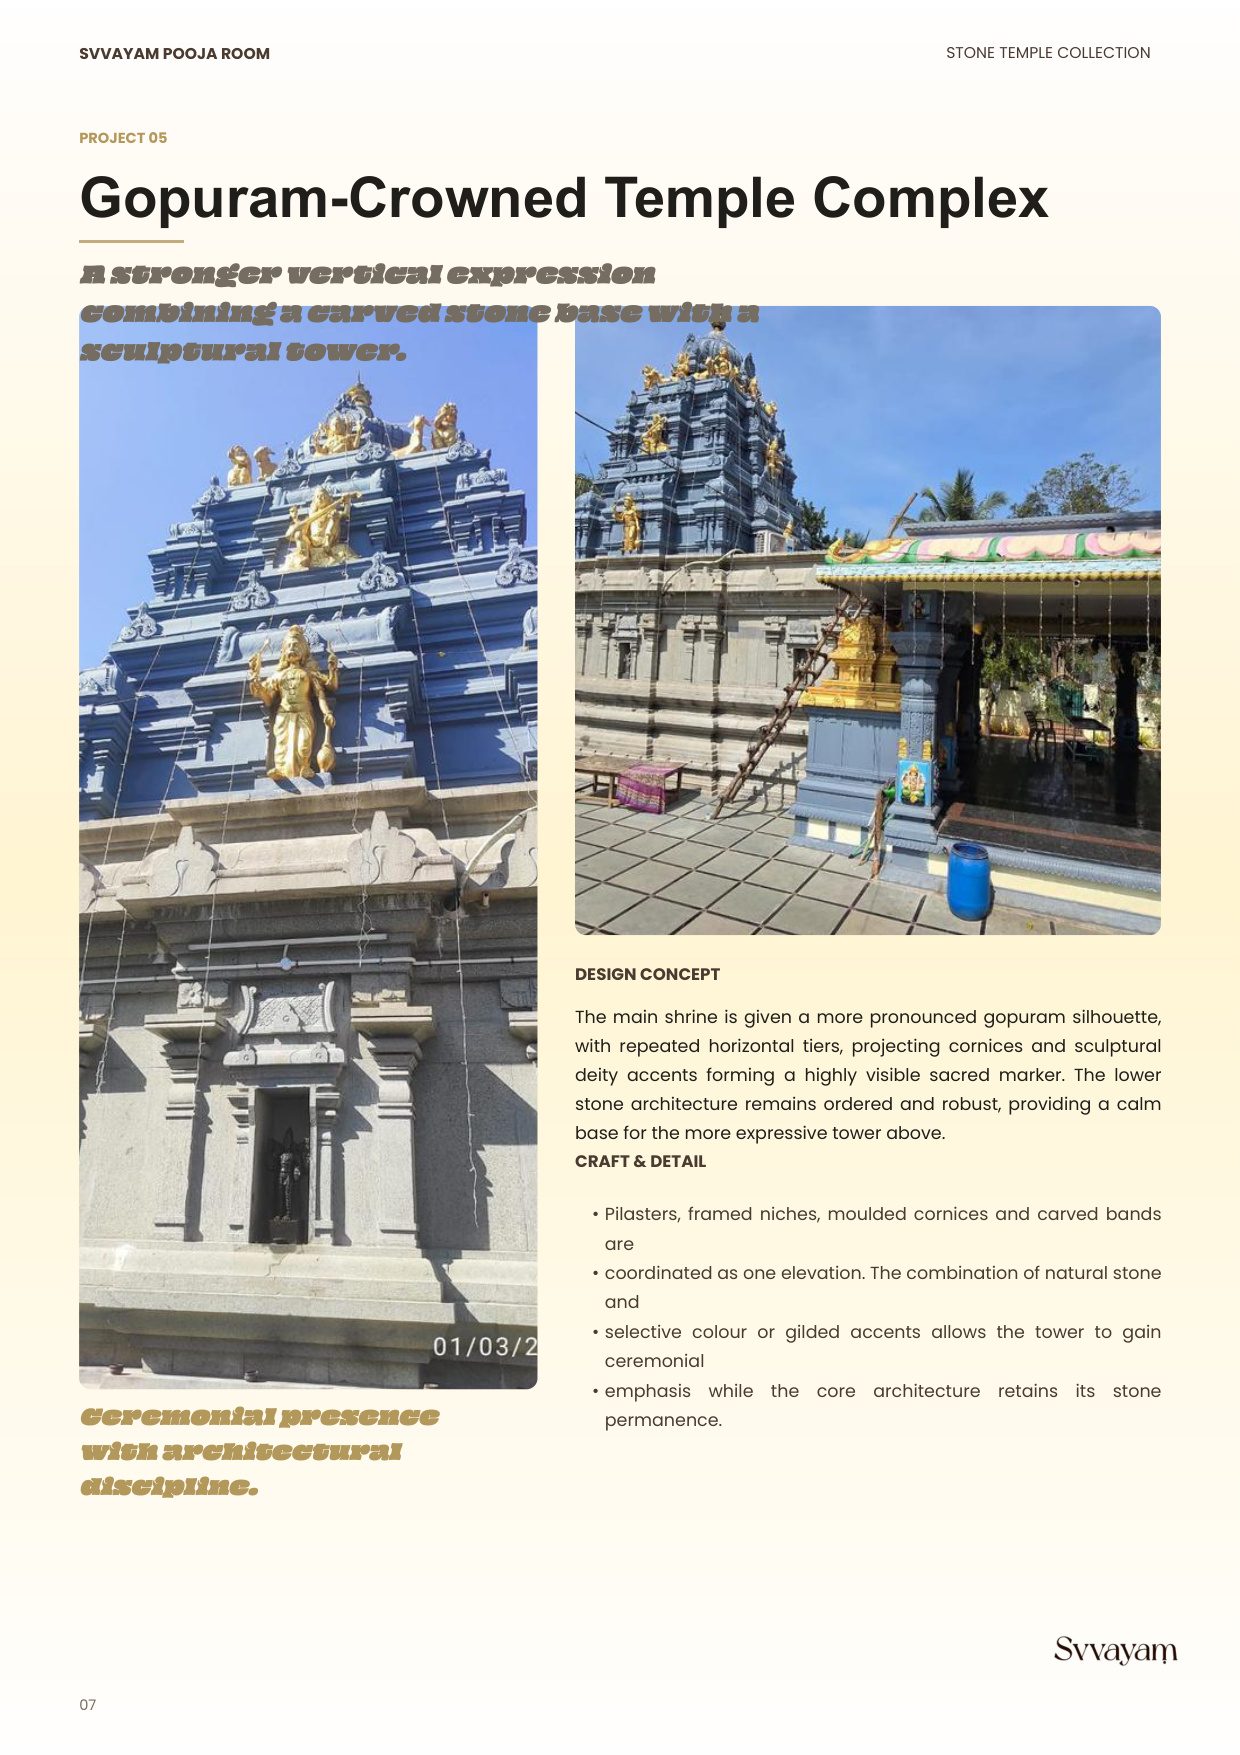 SVVAYAM POOJA ROOM
STONE TEMPLE COLLECTION
PROJECT 05
Gopuram-Crowned Temple Complex
A stronger vertical expression
combining a carved stone base with a
sculptural tower.
01/03/2
DESIGN CONCEPT
The main shrine is given a more pronounced gopuram silhouette,
with repeated horizontal tiers, projecting cornices and sculptural
deity accents forming a highly visible sacred marker. The lower
stone architecture remains ordered and robust, providing a calm
base for the more expressive tower above.
CRAFT & DETAIL
• Pilasters, framed niches, moulded cornices and carved bands
are
• coordinated as one elevation. The combination of natural stone
and
• selective colour or gilded accents allows the tower to gain
ceremonial
• emphasis while the core architecture retains its stone
permanence.
Ceremonial presence
with architectural
discipline.
Svvayam
07